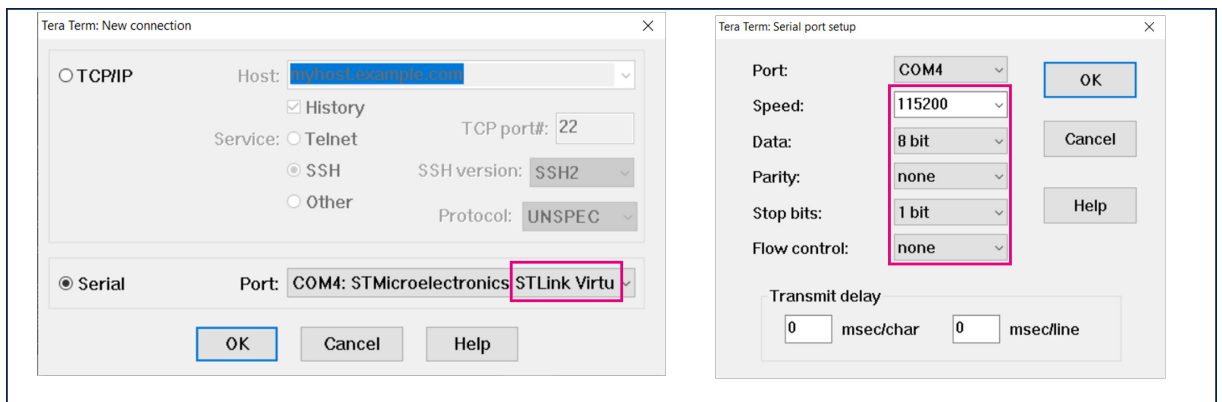 Tera Term: New connection
TCP/IP
Host: myhost.example.com
History
Service: Telnet
TCP port#: 22
SSH
SSH version: SSH2
Other
Protocol: UNSPEC
Serial
Port: COM4: STMicroelectronics STLink Virtu
OK Cancel Help
Tera Term: Serial port setup
Port: COM4
OK
Speed: 115200
Data: 8 bit
Cancel
Parity: none
Stop bits: 1 bit
Help
Flow control: none
Transmit delay
0 msec/char 0 msec/line